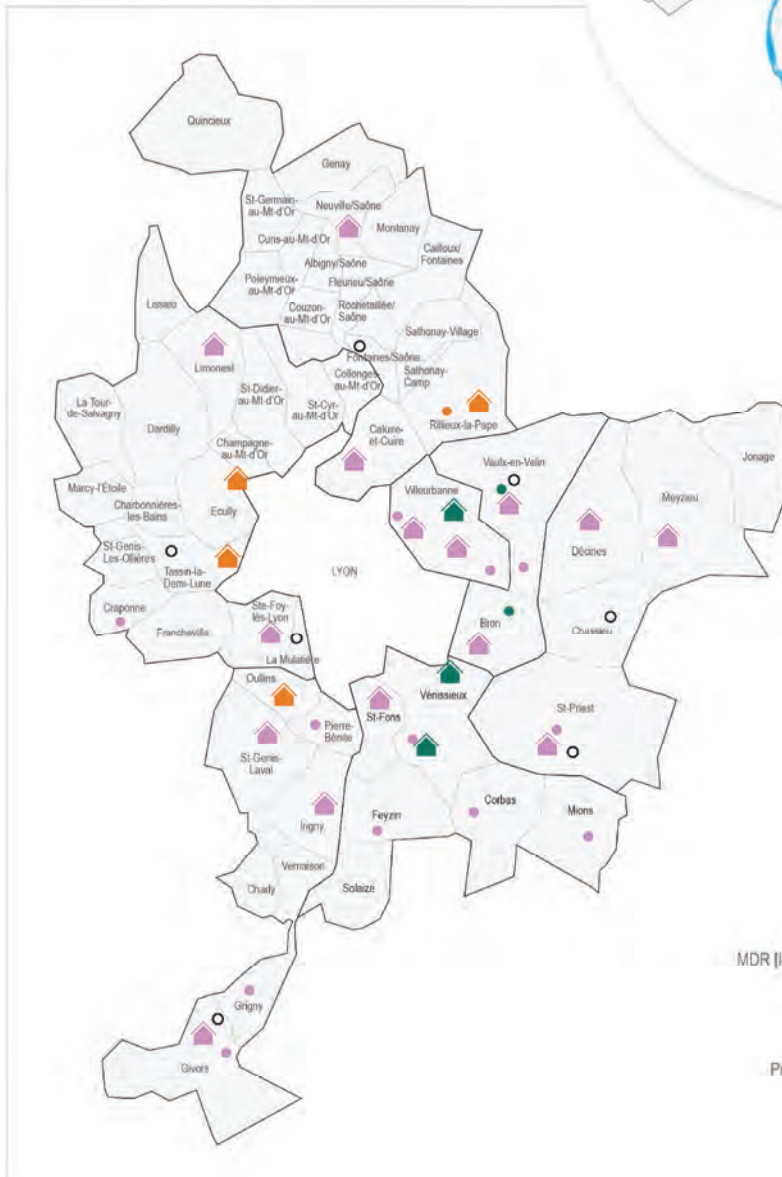 Quincieux
Genay
St-Germain-
au-Mt-d'Or
Neuville/Saône
Montanay
Curis-au-Mt-d'Or
Cailloux/
Fontaines
Albigny/Saône
Poleymieux-
au-Mt-d'Or
Fleurieu/Saône
Lissieu
Couzon-
au-Mt-d'Or
Rochetaillée/
Saône
Sathonay-Village
Fontaines/Saône
Limonest
Collonges-
au-Mt-d'Or
Sathonay-
Camp
St-Didier-
au-Mt-d'Or
La Tour-
de-Salvagny
St-Cyr-
au-Mt-d'Or
Dardilly
Rillieux-la-Pape
Caluire-
et-Cuire
Champagne-
au-Mt-d'Or
Vaulx-en-Velin
Jonage
Marcy-l'Étoile
Villeurbanne
Meyzieu
Charbonnières-
les-Bains
Ecully
St-Genis-
Les-Ollières
Décines
Tassin-la-
Demi-Lune
LYON
Craponne
Ste-Foy-
lès-Lyon
Bron
Chassieu
Francheville
La Mulatière
Oullins
Vénissieux
St-Fons
St-Priest
Pierre-
Bénite
St-Genis-
Laval
Corbas
Mions
Irigny
Feyzin
Vernaison
Charly
Solaize
MDR
Grigny
Givors